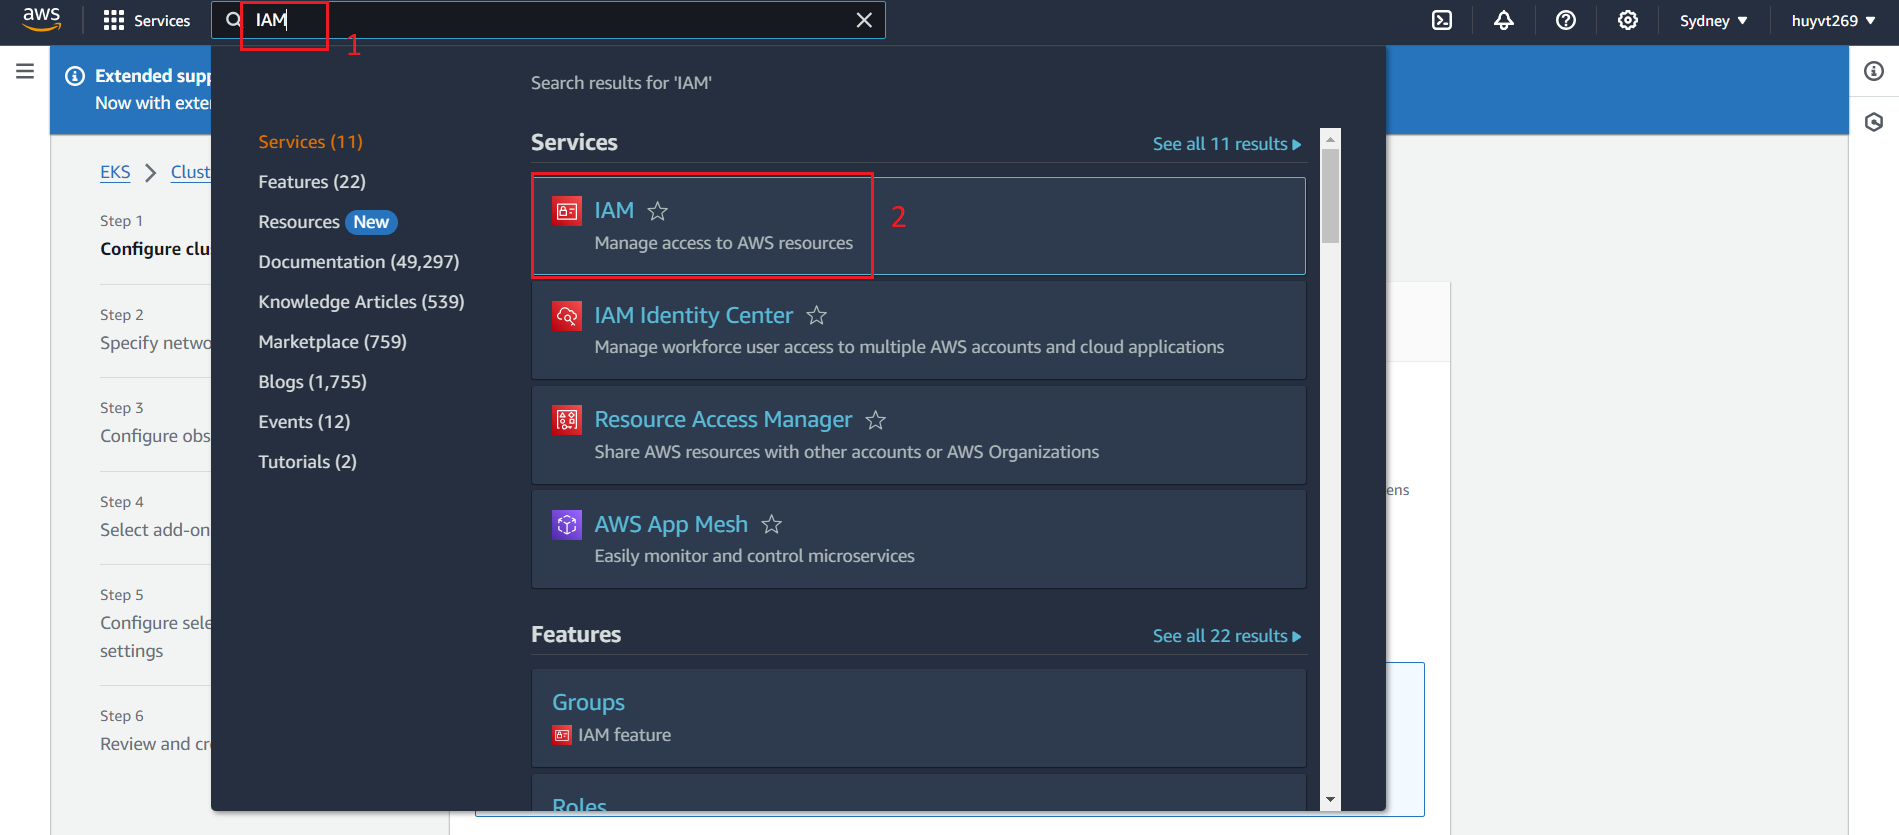 aws
Services
IAM
Sydney
huyvt269
1
Extended supp
Now with exter
Search results for 'IAM'
Services (11)
Features (22)
Resources New
Documentation (49,297)
Knowledge Articles (539)
Marketplace (759)
Blogs (1,755)
Events (12)
Tutorials (2)
EKS
Clust
Step 1
Configure clu
Step 2
Specify netwo
Step 3
Configure obs
Step 4
Select add-on
Step 5
Configure sele
settings
Step 6
Review and cre
Services
See all 11 results
IAM
Manage access to AWS resources
2
IAM Identity Center
Manage workforce user access to multiple AWS accounts and cloud applications
Resource Access Manager
Share AWS resources with other accounts or AWS Organizations
AWS App Mesh
Easily monitor and control microservices
Features
See all 22 results
Groups
IAM feature
Roles
ens